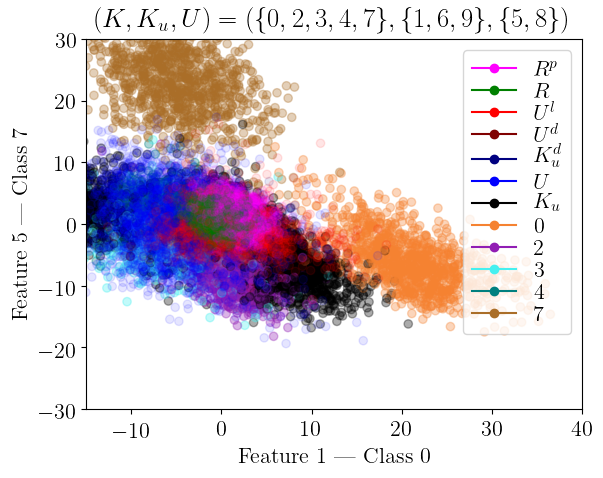 (K, K_u, U) = ({0, 2, 3, 4, 7}, {1, 6, 9}, {5, 8})
30
20
10
0
−10
−20
−30
Feature 5 — Class 7
R^p
R
U^l
U^d
K_u^d
U
K_u
0
2
3
4
7
−10
0
10
20
30
40
Feature 1 — Class 0